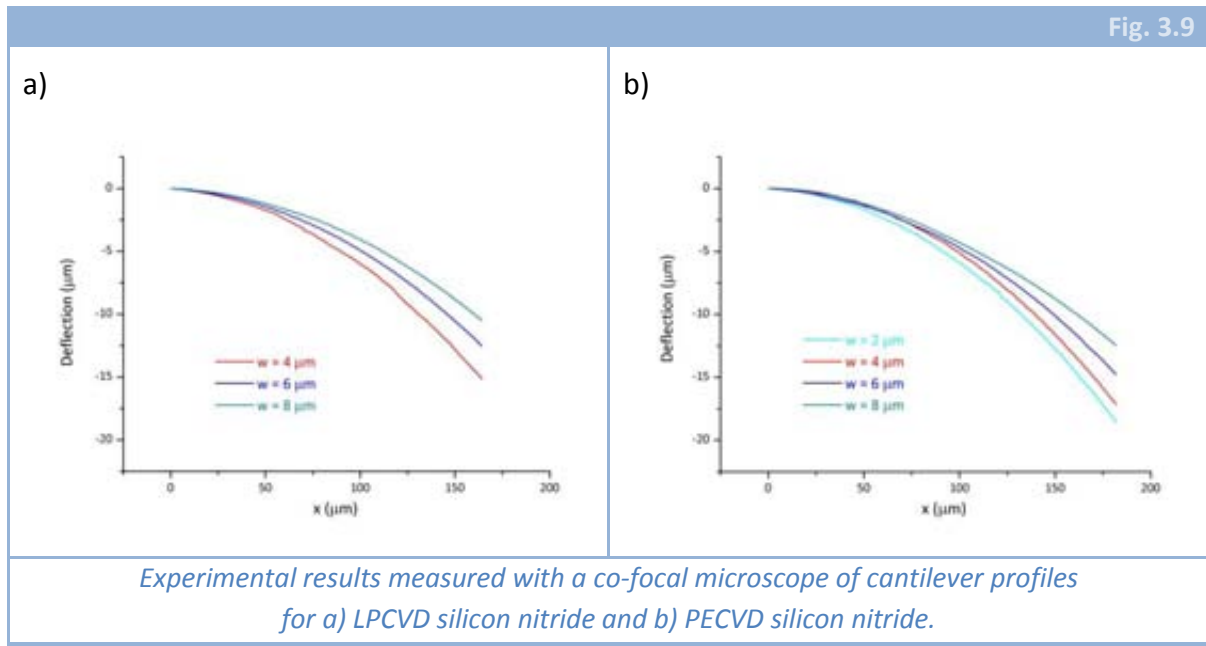 Fig. 3.9
a)
0
-5
-10
-15
-20
Deflection (μm)
w = 4 μm
w = 6 μm
w = 8 μm
0
50
100
150
200
x (μm)
b)
0
-5
-10
-15
-20
Deflection (μm)
w = 2 μm
w = 4 μm
w = 6 μm
w = 8 μm
0
50
100
150
200
x (μm)
Experimental results measured with a co-focal microscope of cantilever profiles
for a) LPCVD silicon nitride and b) PECVD silicon nitride.